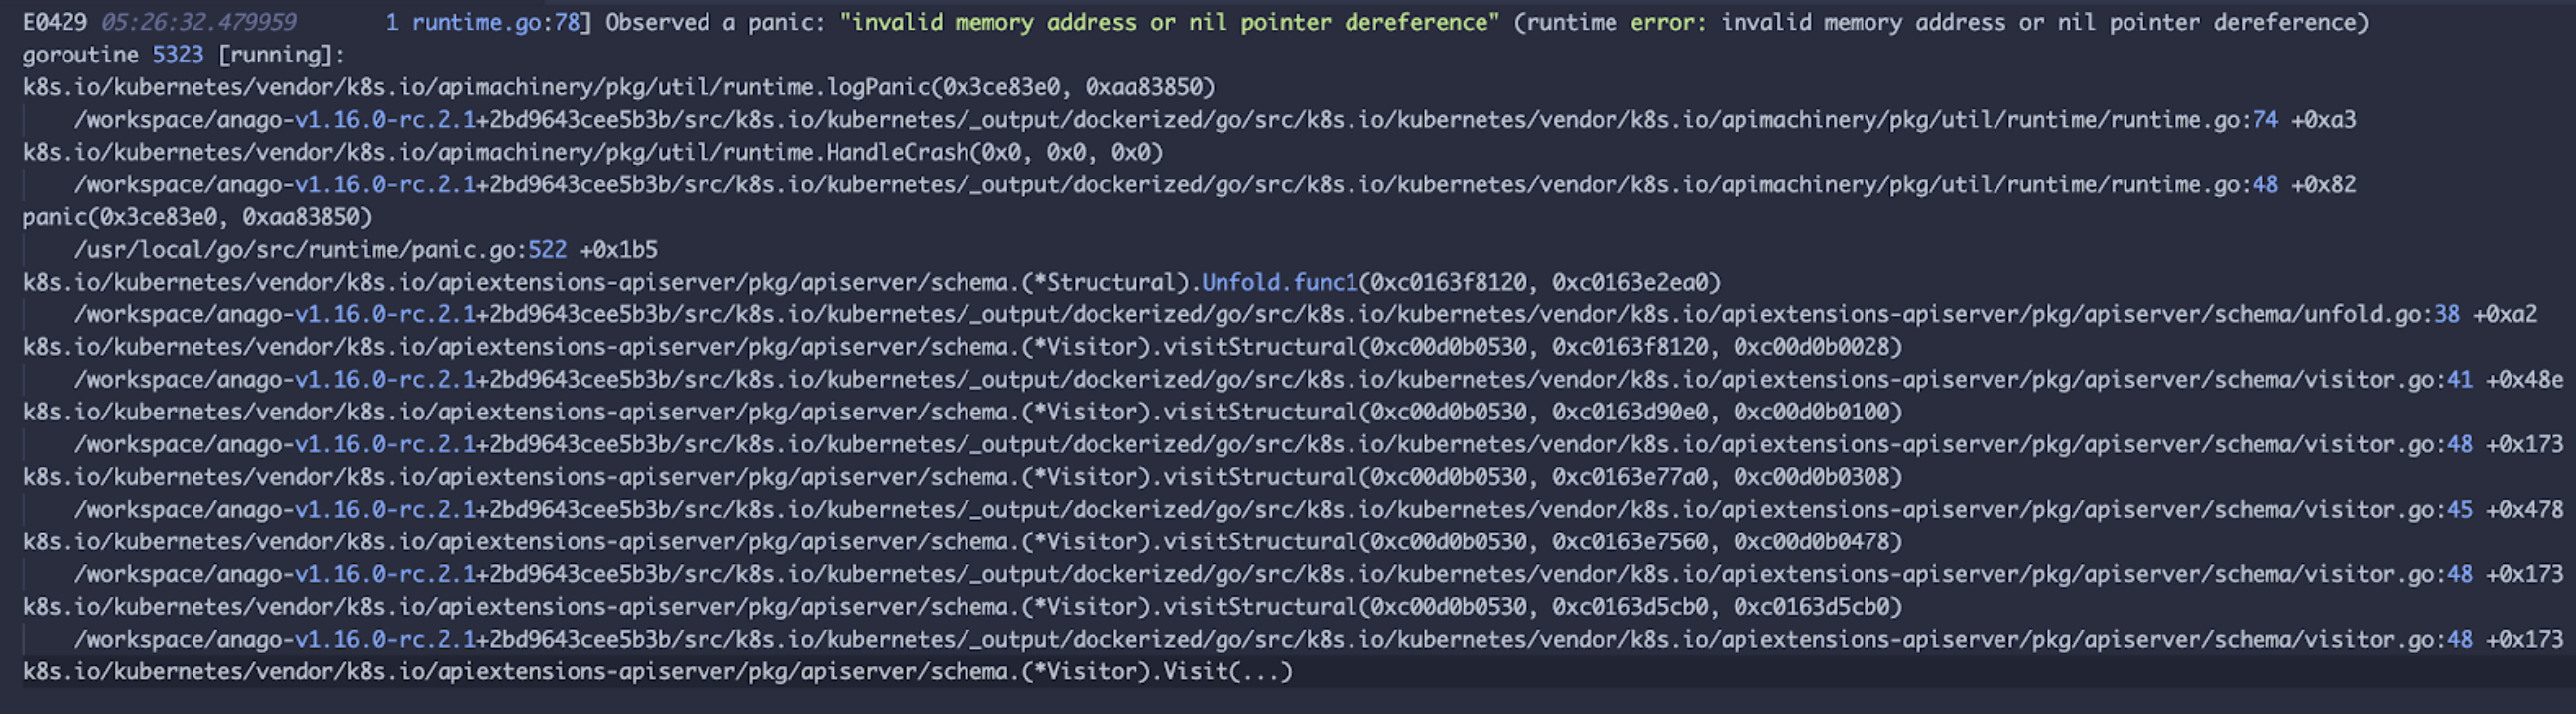 E0429 05:26:32.479959       1 runtime.go:78] Observed a panic: "invalid memory address or nil pointer dereference" (runtime error: invalid memory address or nil pointer dereference)
goroutine 5323 [running]:
k8s.io/kubernetes/vendor/k8s.io/apimachinery/pkg/util/runtime.logPanic(0x3ce83e0, 0xaa83850)
    /workspace/anago-v1.16.0-rc.2.1+2bd9643cee5b3b/src/k8s.io/kubernetes/_output/dockerized/go/src/k8s.io/kubernetes/vendor/k8s.io/apimachinery/pkg/util/runtime/runtime.go:74 +0xa3
k8s.io/kubernetes/vendor/k8s.io/apimachinery/pkg/util/runtime.HandleCrash(0x0, 0x0, 0x0)
    /workspace/anago-v1.16.0-rc.2.1+2bd9643cee5b3b/src/k8s.io/kubernetes/_output/dockerized/go/src/k8s.io/kubernetes/vendor/k8s.io/apimachinery/pkg/util/runtime/runtime.go:48 +0x82
panic(0x3ce83e0, 0xaa83850)
    /usr/local/go/src/runtime/panic.go:522 +0x1b5
k8s.io/kubernetes/vendor/k8s.io/apiextensions-apiserver/pkg/apiserver/schema.(*Structural).Unfold.func1(0xc0163f8120, 0xc0163e2ea0)
    /workspace/anago-v1.16.0-rc.2.1+2bd9643cee5b3b/src/k8s.io/kubernetes/_output/dockerized/go/src/k8s.io/kubernetes/vendor/k8s.io/apiextensions-apiserver/pkg/apiserver/schema/unfold.go:38 +0xa2
k8s.io/kubernetes/vendor/k8s.io/apiextensions-apiserver/pkg/apiserver/schema.(*Visitor).visitStructural(0xc00d0b0530, 0xc0163f8120, 0xc00d0b0028)
    /workspace/anago-v1.16.0-rc.2.1+2bd9643cee5b3b/src/k8s.io/kubernetes/_output/dockerized/go/src/k8s.io/kubernetes/vendor/k8s.io/apiextensions-apiserver/pkg/apiserver/schema/visitor.go:41 +0x48e
k8s.io/kubernetes/vendor/k8s.io/apiextensions-apiserver/pkg/apiserver/schema.(*Visitor).visitStructural(0xc00d0b0530, 0xc0163d90e0, 0xc00d0b0100)
    /workspace/anago-v1.16.0-rc.2.1+2bd9643cee5b3b/src/k8s.io/kubernetes/_output/dockerized/go/src/k8s.io/kubernetes/vendor/k8s.io/apiextensions-apiserver/pkg/apiserver/schema/visitor.go:48 +0x173
k8s.io/kubernetes/vendor/k8s.io/apiextensions-apiserver/pkg/apiserver/schema.(*Visitor).visitStructural(0xc00d0b0530, 0xc0163e77a0, 0xc00d0b0308)
    /workspace/anago-v1.16.0-rc.2.1+2bd9643cee5b3b/src/k8s.io/kubernetes/_output/dockerized/go/src/k8s.io/kubernetes/vendor/k8s.io/apiextensions-apiserver/pkg/apiserver/schema/visitor.go:45 +0x478
k8s.io/kubernetes/vendor/k8s.io/apiextensions-apiserver/pkg/apiserver/schema.(*Visitor).visitStructural(0xc00d0b0530, 0xc0163e7560, 0xc00d0b0478)
    /workspace/anago-v1.16.0-rc.2.1+2bd9643cee5b3b/src/k8s.io/kubernetes/_output/dockerized/go/src/k8s.io/kubernetes/vendor/k8s.io/apiextensions-apiserver/pkg/apiserver/schema/visitor.go:48 +0x173
k8s.io/kubernetes/vendor/k8s.io/apiextensions-apiserver/pkg/apiserver/schema.(*Visitor).visitStructural(0xc00d0b0530, 0xc0163d5cb0, 0xc0163d5cb0)
    /workspace/anago-v1.16.0-rc.2.1+2bd9643cee5b3b/src/k8s.io/kubernetes/_output/dockerized/go/src/k8s.io/kubernetes/vendor/k8s.io/apiextensions-apiserver/pkg/apiserver/schema/visitor.go:48 +0x173
k8s.io/kubernetes/vendor/k8s.io/apiextensions-apiserver/pkg/apiserver/schema.(*Visitor).Visit(...)